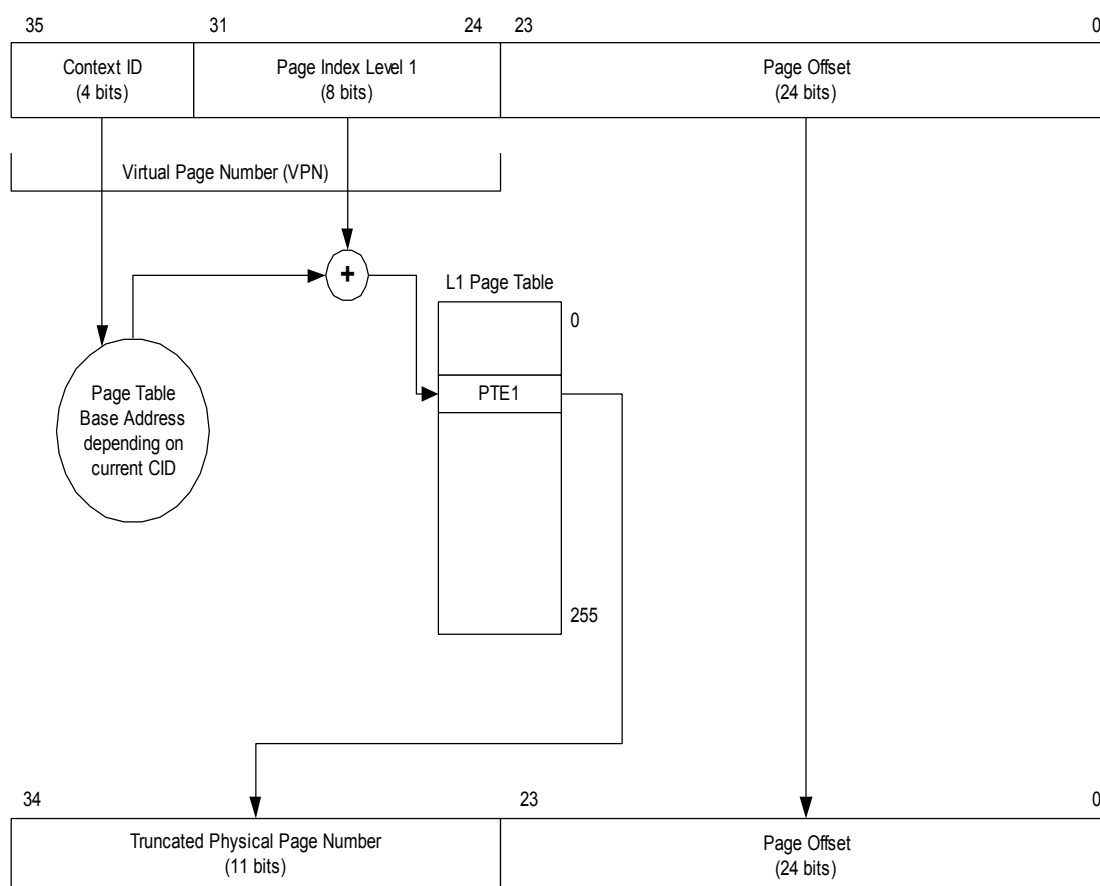 35 31 24 23 0
Context ID
(4 bits)
Page Index Level 1
(8 bits)
Page Offset
(24 bits)
Virtual Page Number (VPN)
+
L1 Page Table
0
PTE1
255
Page Table
Base Address
depending on
current CID
34 23 0
Truncated Physical Page Number
(11 bits)
Page Offset
(24 bits)